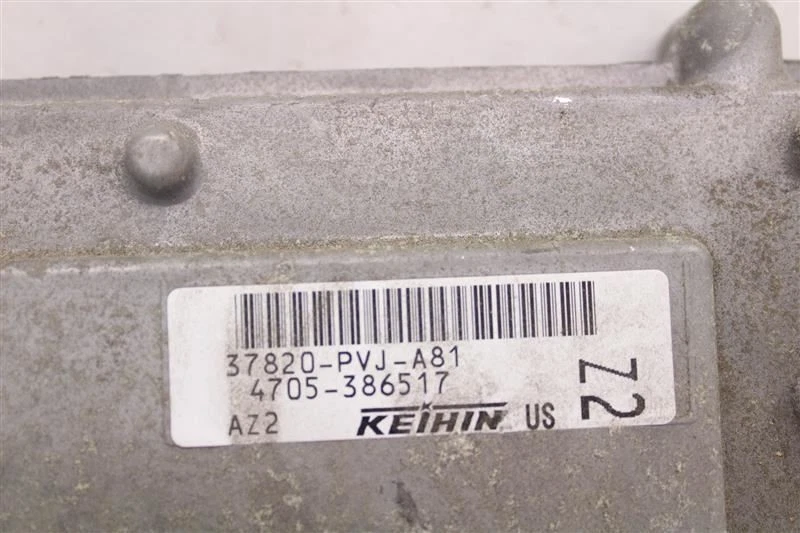 37820-PVJ-A81
4705-386517
AZ2 KEIHIN US
Z2